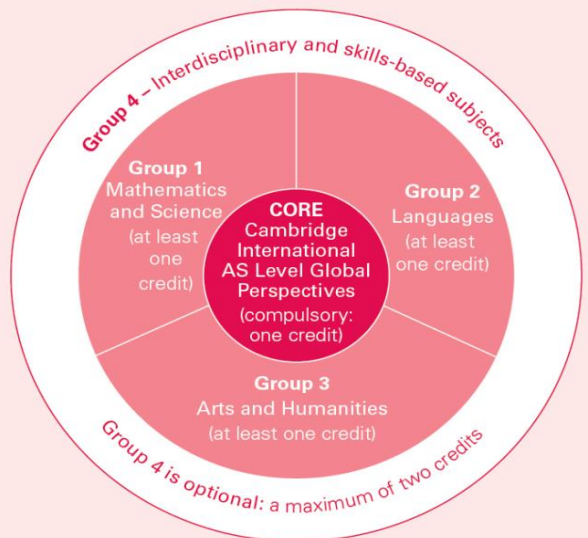 Group 4 – Interdisciplinary and skills-based subjects
Group 1
Mathematics
and Science
(at least
one
credit)
CORE
Cambridge
International
AS Level Global
Perspectives
(compulsory:
one credit)
Group 2
Languages
(at least
one credit)
Group 3
Arts and Humanities
(at least one credit)
Group 4 is optional: a maximum of two credits